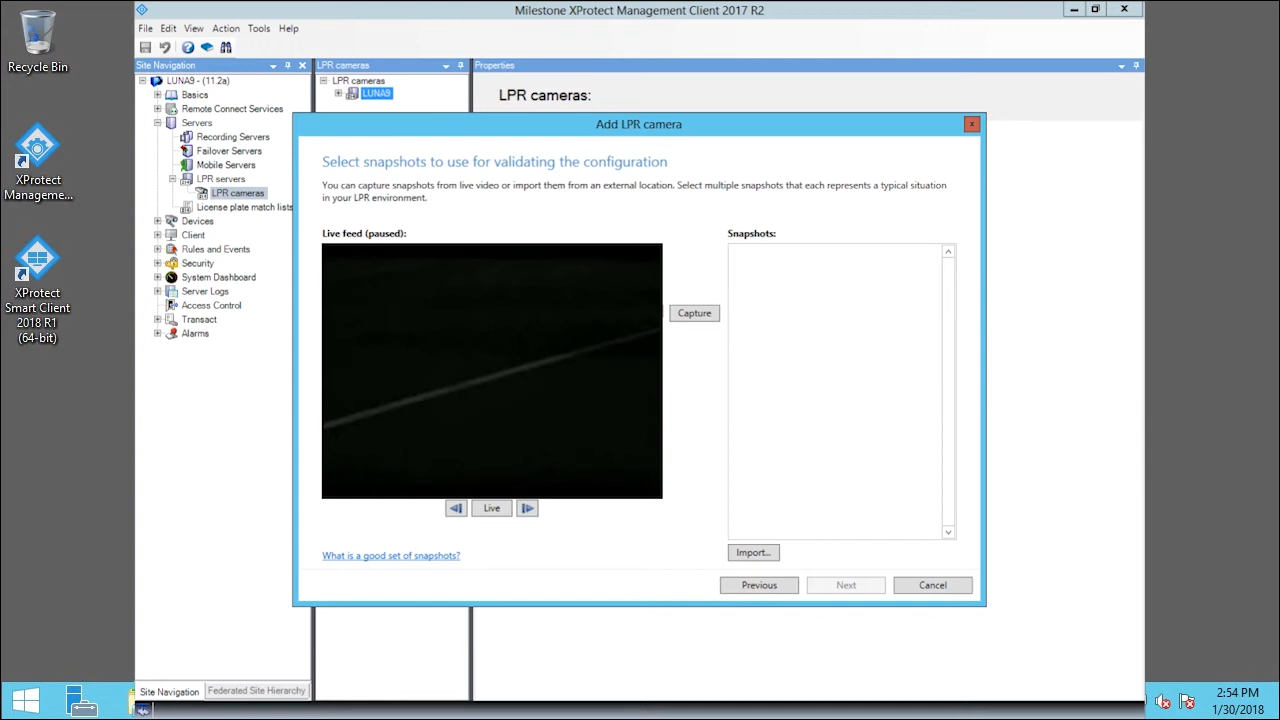 Recycle Bin
XProtect
Manageme...
XProtect
Smart Client
2018 R1
(64-bit)
Milestone XProtect Management Client 2017 R2
File Edit View Action Tools Help
Site Navigation
LUNA9 - (11.2a)
Basics
Remote Connect Services
Servers
Recording Servers
Failover Servers
Mobile Servers
LPR servers
LPR cameras
License plate match lists
Devices
Client
Rules and Events
Security
System Dashboard
Server Logs
Access Control
Transact
Alarms
Site Navigation
Federated Site Hierarchy
LPR cameras
LPR cameras
LUNA9
Properties
LPR cameras:
Add LPR camera
Select snapshots to use for validating the configuration
You can capture snapshots from live video or import them from an external location. Select multiple snapshots that each represents a typical situation
in your LPR environment.
Live feed (paused):
Snapshots:
Capture
Live
What is a good set of snapshots?
Import...
Previous
Next
Cancel
2:54 PM
1/30/2018